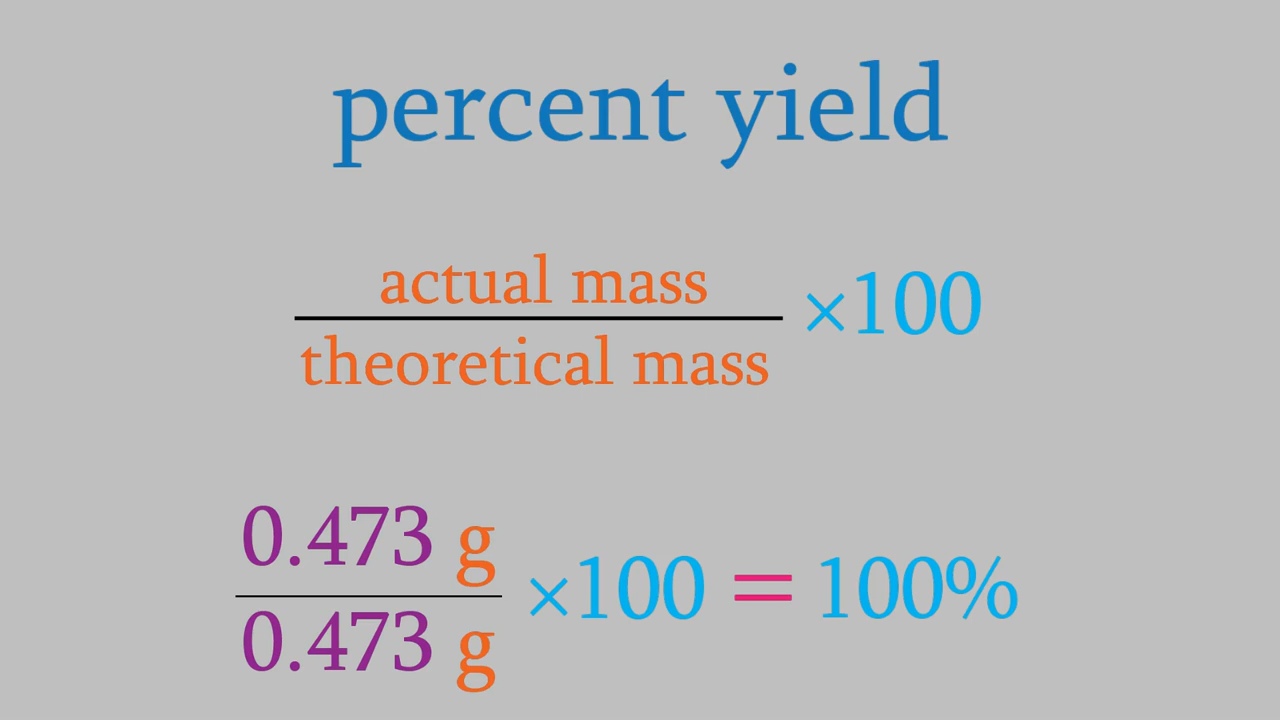 percent yield
actual mass
theoretical mass
×100
0.473 g
0.473 g
×100 = 100%